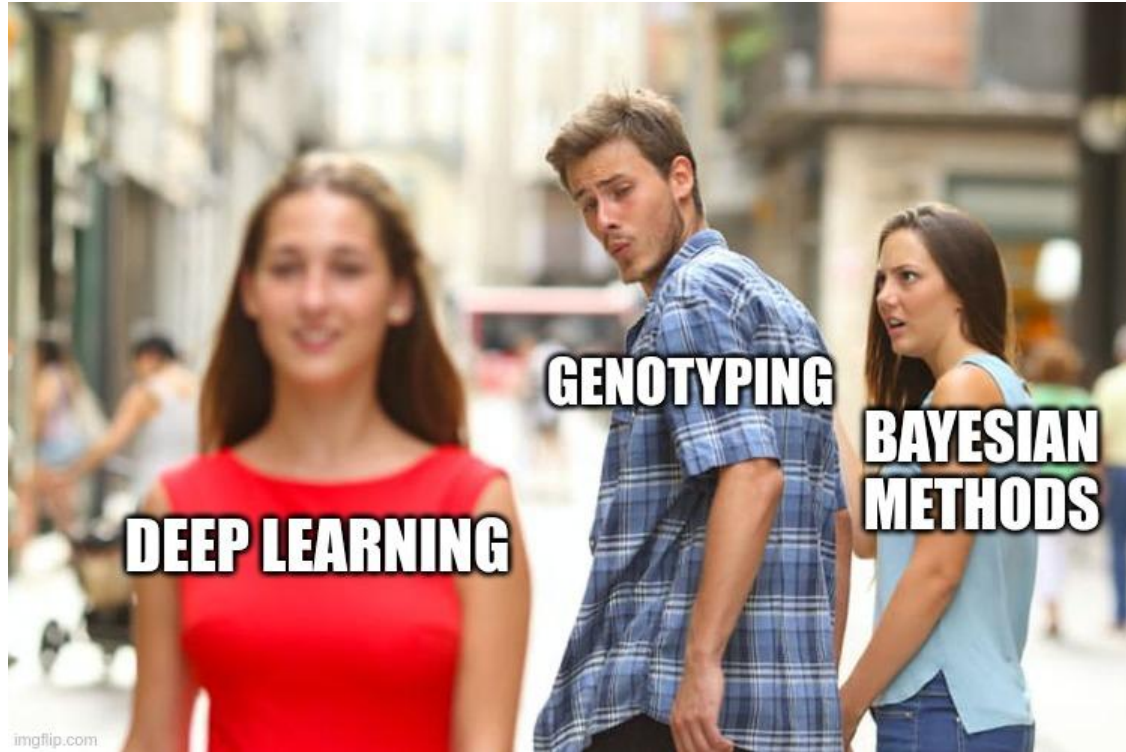 GENOTYPING
BAYESIAN
METHODS
DEEP LEARNING
imgflip.com